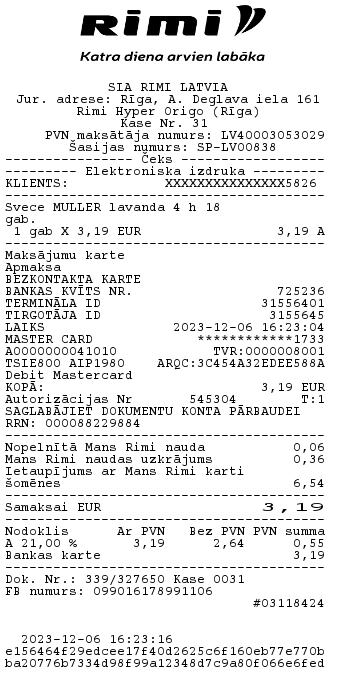 Rimi
Katra diena arvien labāka
SIA RIMI LATVIA
Jur. adrese: Rīga, A. Deglava iela 161
Rimi Hyper Origo (Rīga)
Kase Nr. 31
PVN maksātāja numurs: LV40003053029
Šasijas numurs: SP-LV00838
---------------- Čeks ------------------
--------- Elektroniska izdruka ---------
KLIENTS: XXXXXXXXXXXXXXX5826
Svece MULLER lavanda 4 h 18
gab.
1 gab X 3,19 EUR 3,19 A
Maksājumu karte
Apmaksa
BEZKONTAKTA KARTE
BANKAS KVĪTS NR. 725236
TERMINĀLA ID 31556401
TIRGOTĀJA ID 3155645
LAIKS 2023-12-06 16:23:04
MASTER CARD ************1733
A0000000041010 TVR:0000008001
TSIE800 AIP1980 ARQC:3C454A32EDEE588A
Debit Mastercard
KOPĀ: 3,19 EUR
Autorizācijas Nr 545304 T:1
SAGLABĀJIET DOKUMENTU KONTA PĀRBAUDEI
RRN: 000088229884
Nopelnītā Mans Rimi nauda 0,06
Mans Rimi naudas uzkrājums 0,36
Ietaupījums ar Mans Rimi karti
šomēnes 6,54
Samaksai EUR 3,19
Nodoklis Ar PVN Bez PVN PVN summa
A 21,00 % 3,19 2,64 0,55
Bankas karte 3,19
Dok. Nr.: 339/327650 Kase 0031
FB numurs: 099016178991106
#03118424
2023-12-06 16:23:16
e156464f29edcee17f40d2625c6f160eb77e770b
ba20776b7334d98f99a12348d7c9a80f066e6fed